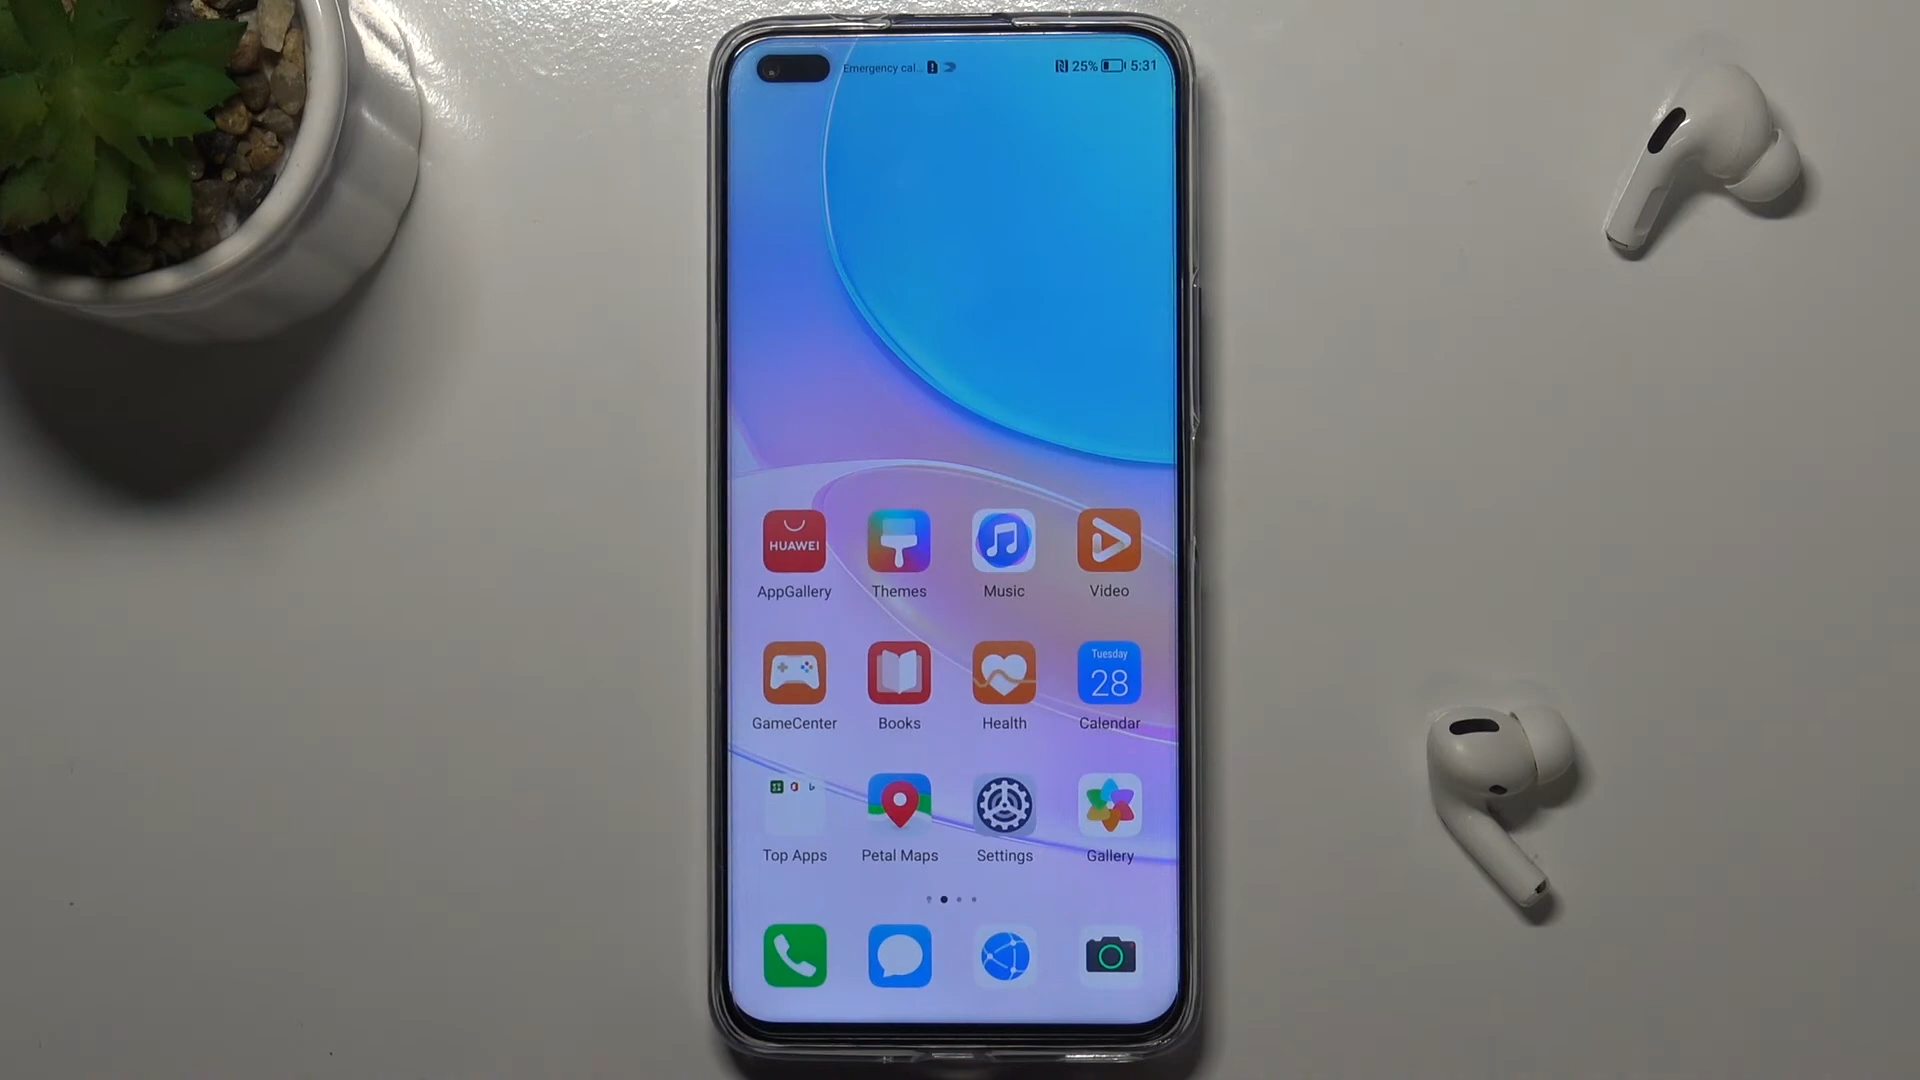 Emergency cal... 25% 5:31
HUAWEI
AppGallery Themes Music Video
Tuesday
28
GameCenter Books Health Calendar
Top Apps Petal Maps Settings Gallery